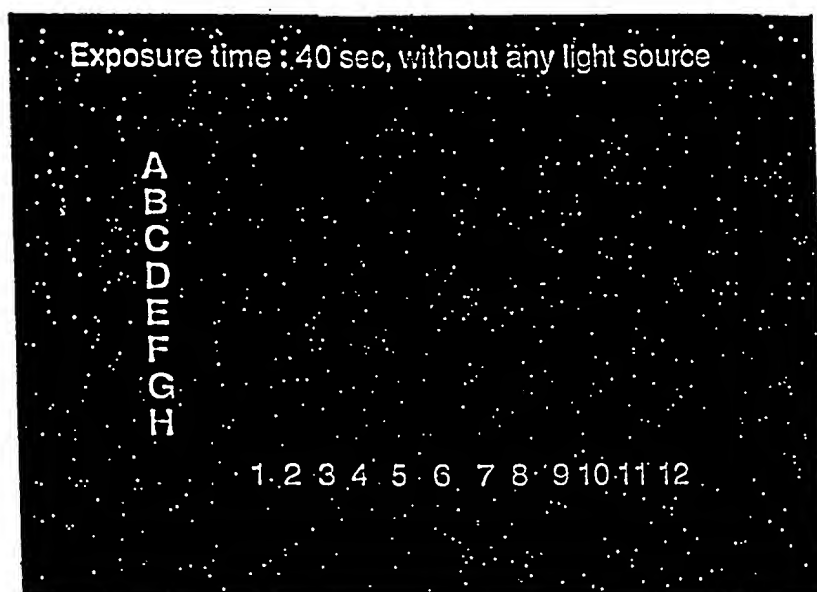 Exposure time : 40 sec, without any light source
A
B
C
D
E
F
G
H
1 2 3 4 5 6 7 8 9 10 11 12